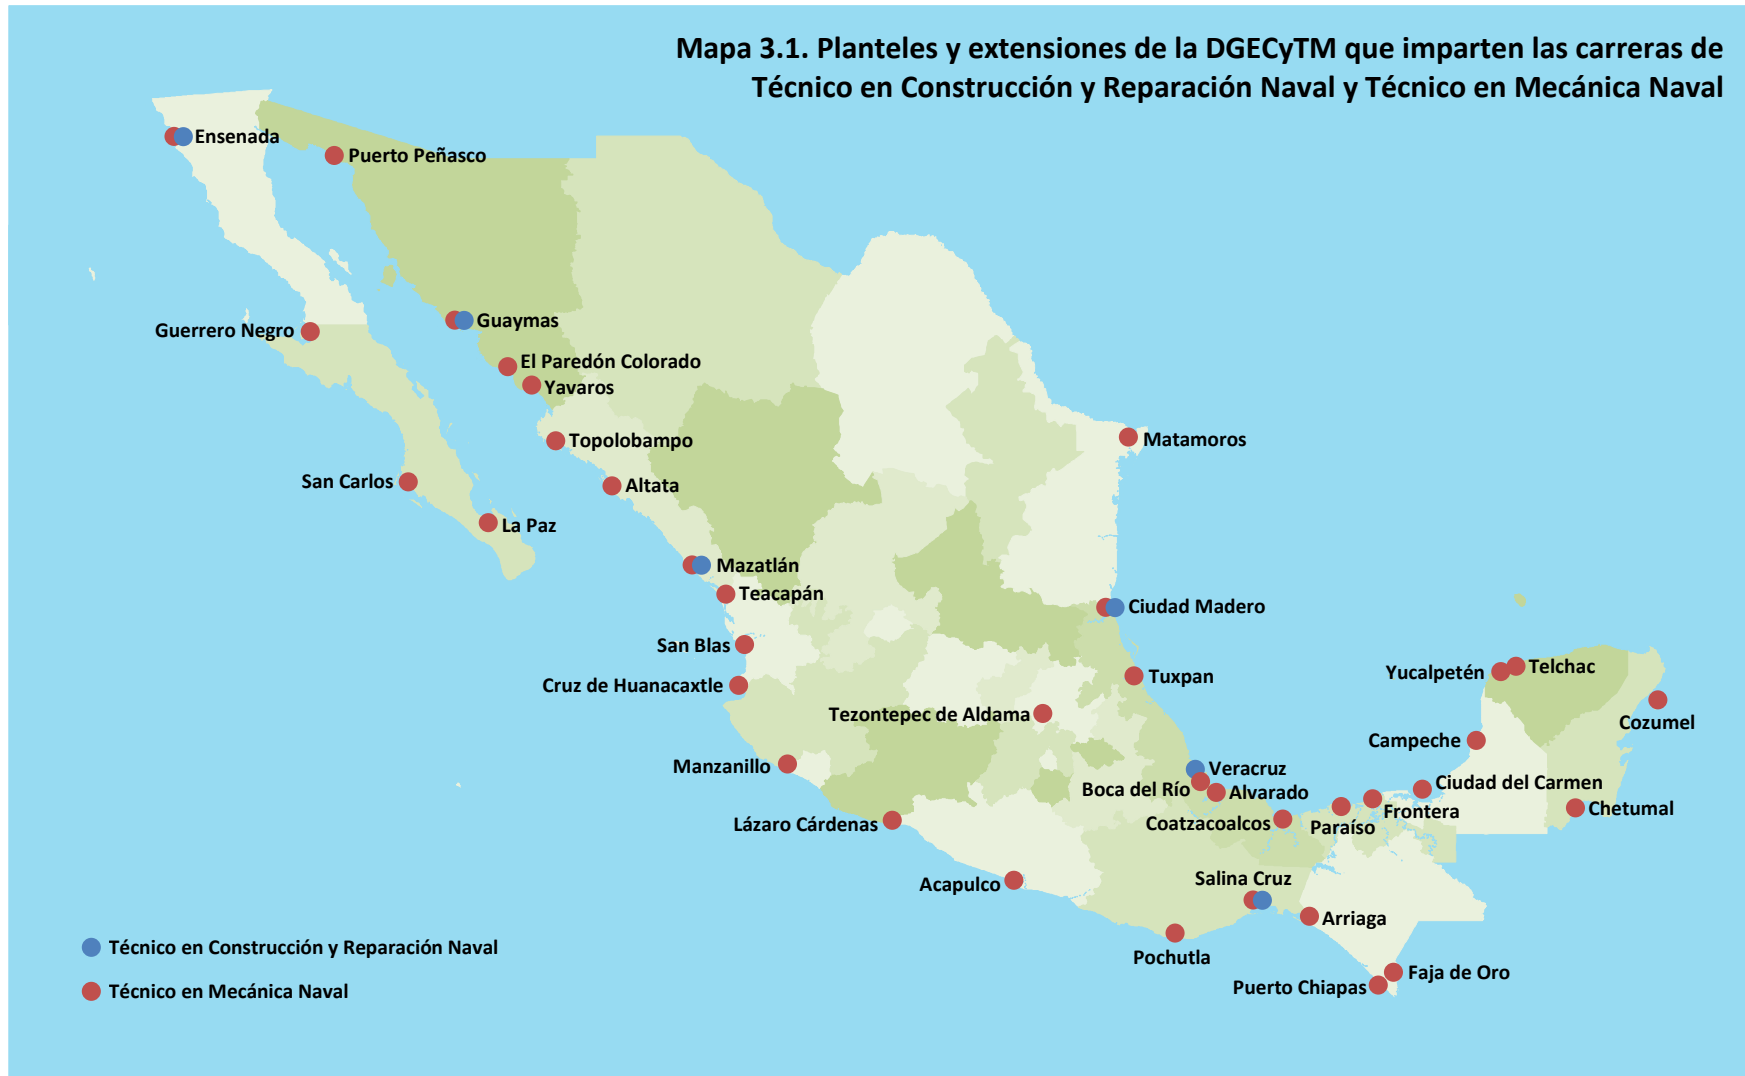 Mapa 3.1. Planteles y extensiones de la DGECyTM que imparten las carreras de
Técnico en Construcción y Reparación Naval y Técnico en Mecánica Naval
Ensenada
Puerto Peñasco
Guaymas
Guerrero Negro
El Paredón Colorado
Yavaros
Topolobampo
Matamoros
San Carlos
Altata
La Paz
Mazatlán
Teacapán
Ciudad Madero
San Blas
Cruz de Huanacaxtle
Tuxpan
Yucalpetén
Telchac
Tezontepec de Aldama
Cozumel
Campeche
Manzanillo
Veracruz
Boca del Río
Alvarado
Ciudad del Carmen
Chetumal
Frontera
Lázaro Cárdenas
Coatzacoalcos
Paraíso
Acapulco
Salina Cruz
Arriaga
Pochutla
Faja de Oro
Puerto Chiapas
Técnico en Construcción y Reparación Naval
Técnico en Mecánica Naval